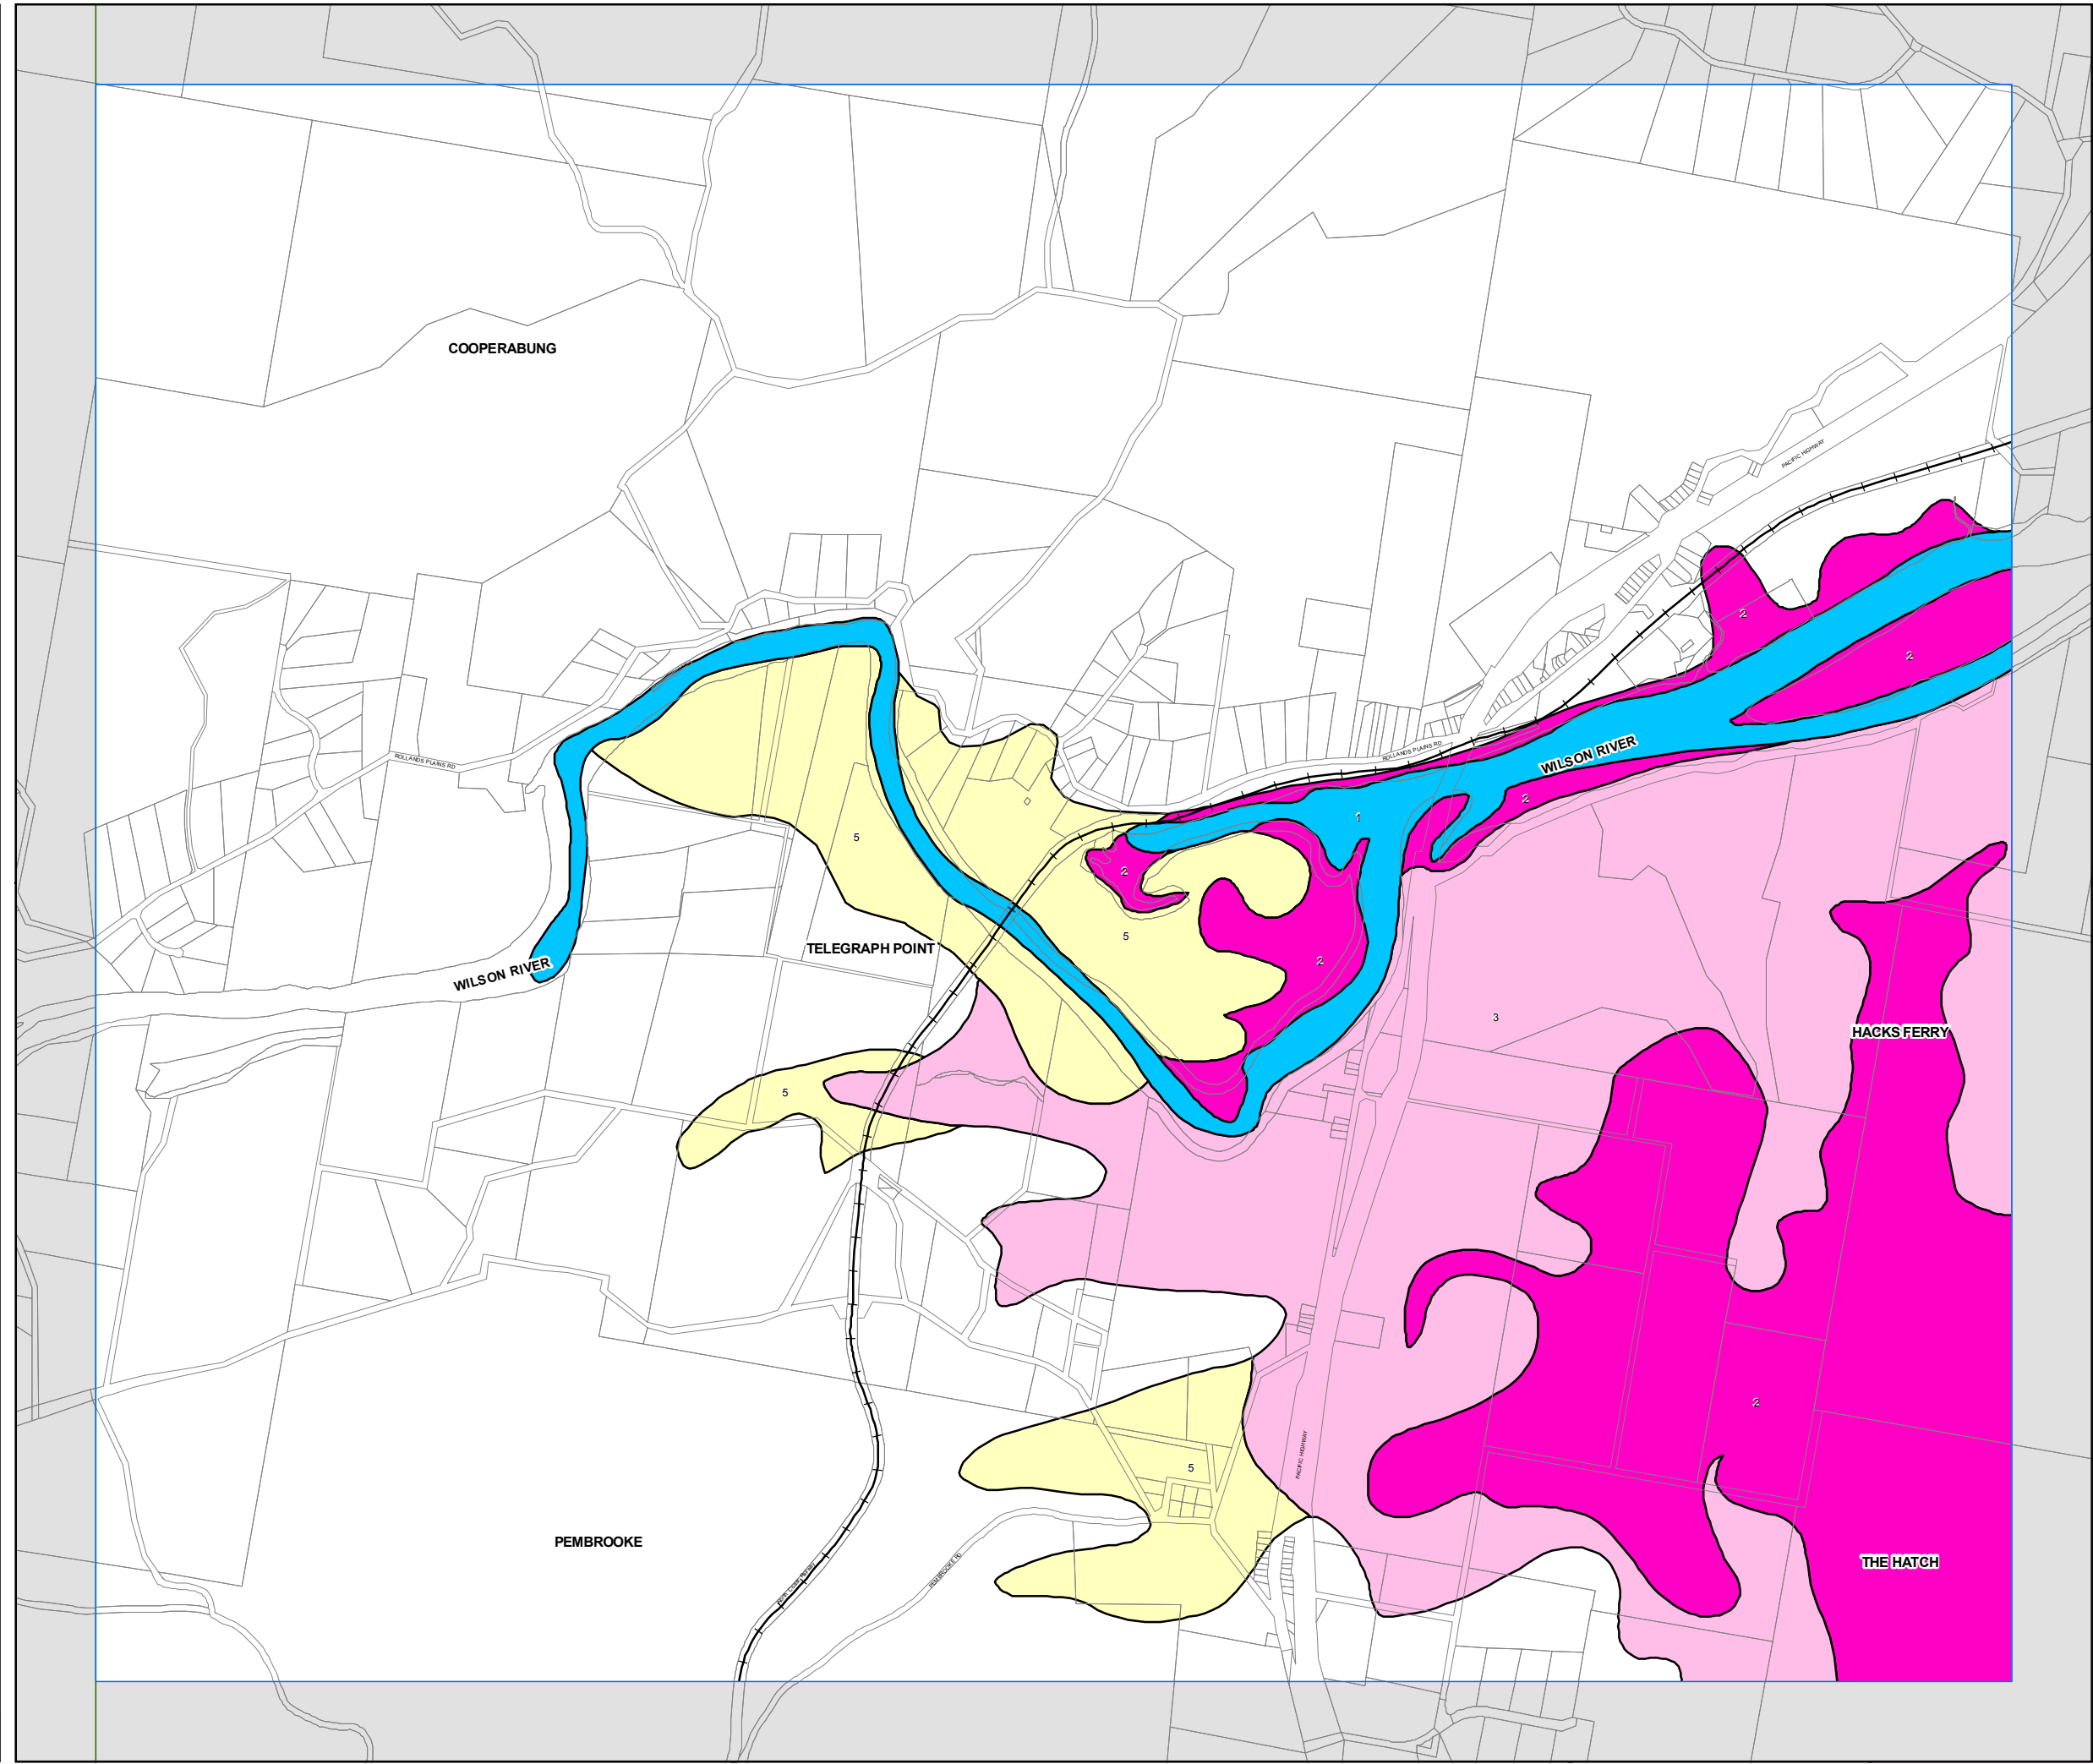 COOPERABUNG
PACIFIC HIGHWAY
2
2
ROLLANDS PLAINS RD
ROLLANDS PLAINS RD
WILSON RIVER
2
1
5
2
5
TELEGRAPH POINT
2
WILSON RIVER
3
HACKS FERRY
5
2
PACIFIC HIGHWAY
5
PEMBROOKE
THE HATCH
PEMBROOKE RD